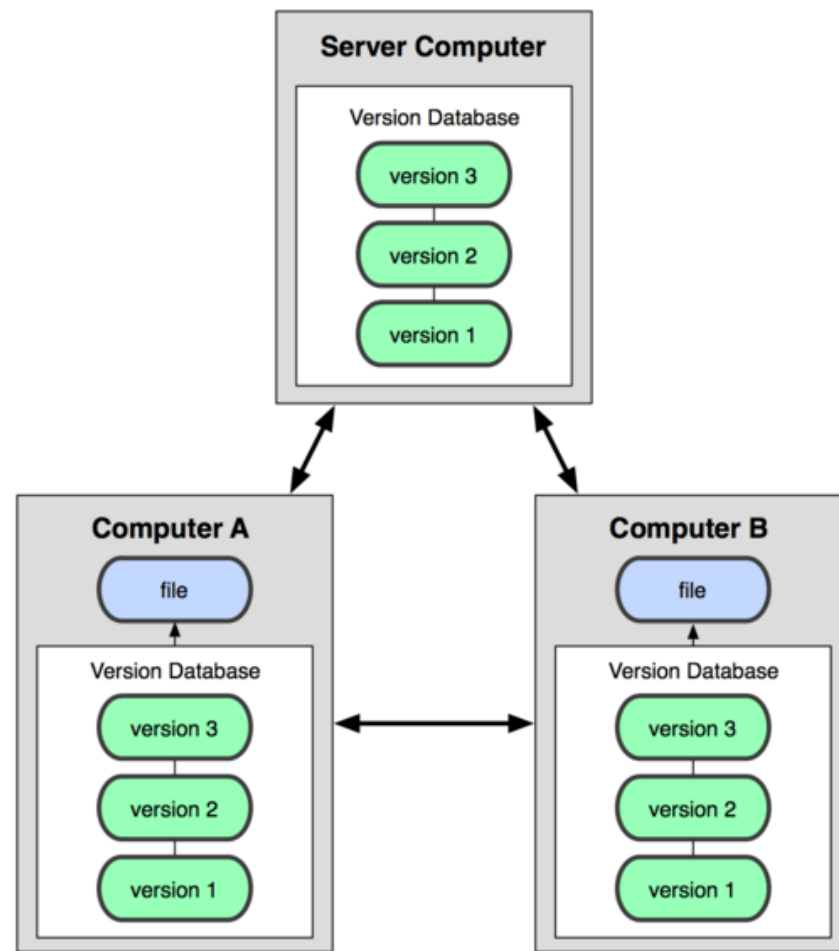 Server Computer
Version Database
version 3
version 2
version 1
Computer A
file
Version Database
version 3
version 2
version 1
Computer B
file
Version Database
version 3
version 2
version 1